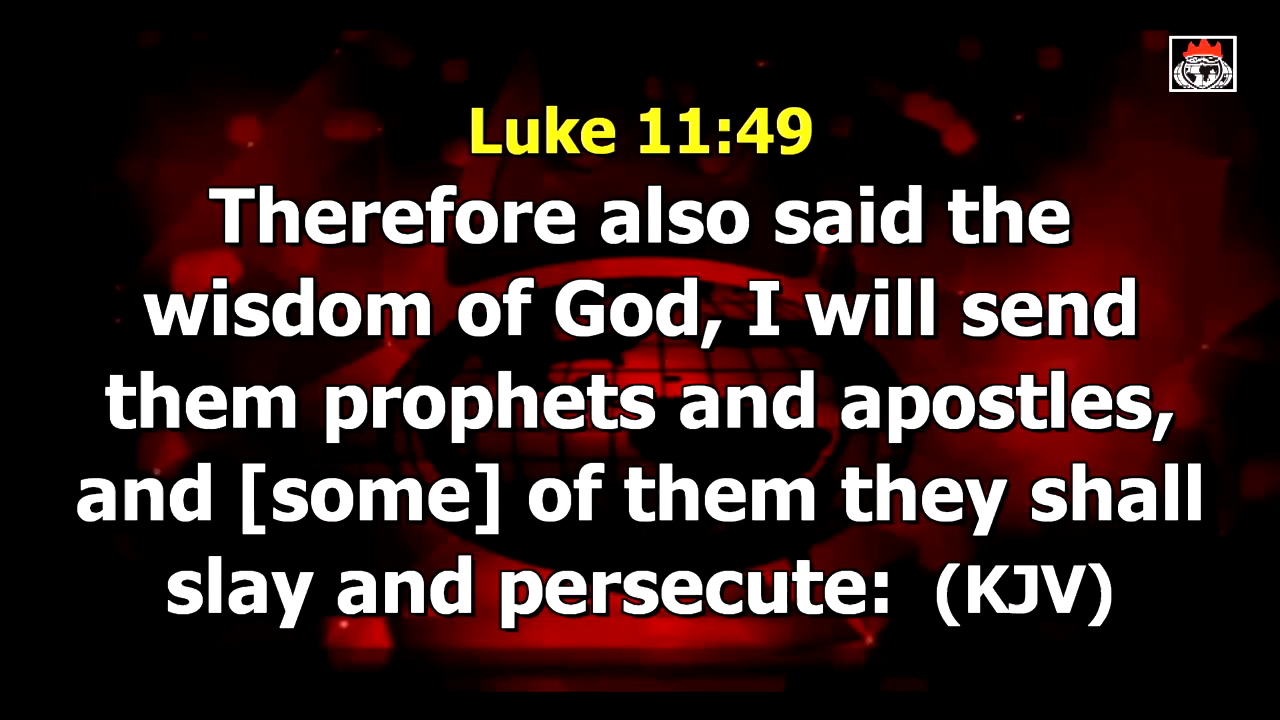 Luke 11:49
Therefore also said the
wisdom of God, I will send
them prophets and apostles,
and [some] of them they shall
slay and persecute: (KJV)